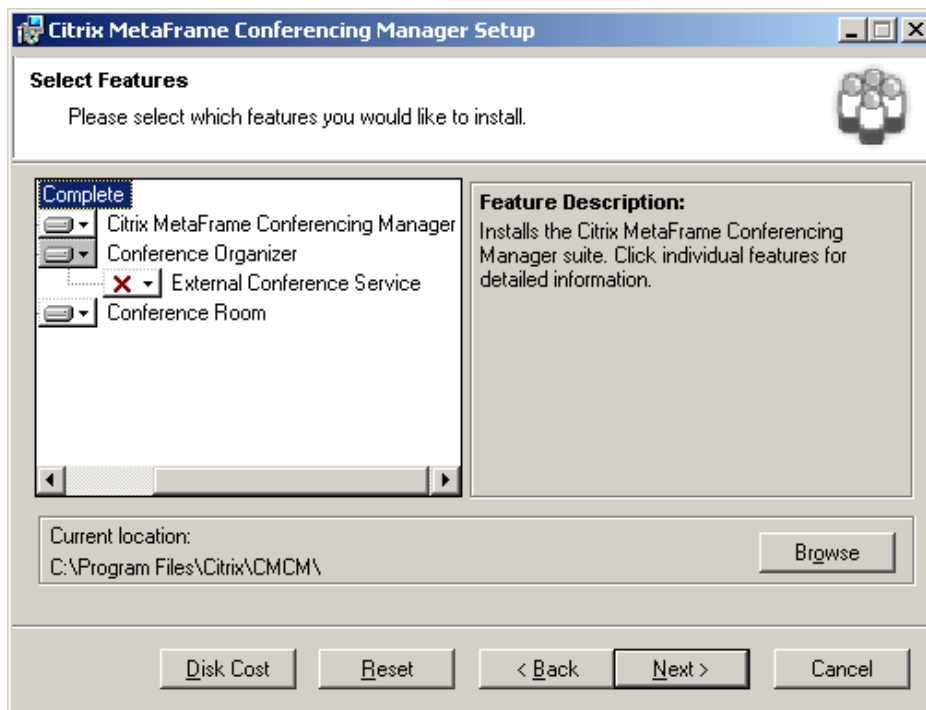 Citrix MetaFrame Conferencing Manager Setup
Select Features
Please select which features you would like to install.
Complete
Citrix MetaFrame Conferencing Manager
Conference Organizer
External Conference Service
Conference Room
Feature Description:
Installs the Citrix MetaFrame Conferencing
Manager suite. Click individual features for
detailed information.
Current location:
C:\Program Files\Citrix\CMCM\
Browse
Disk Cost
Reset
< Back
Next >
Cancel